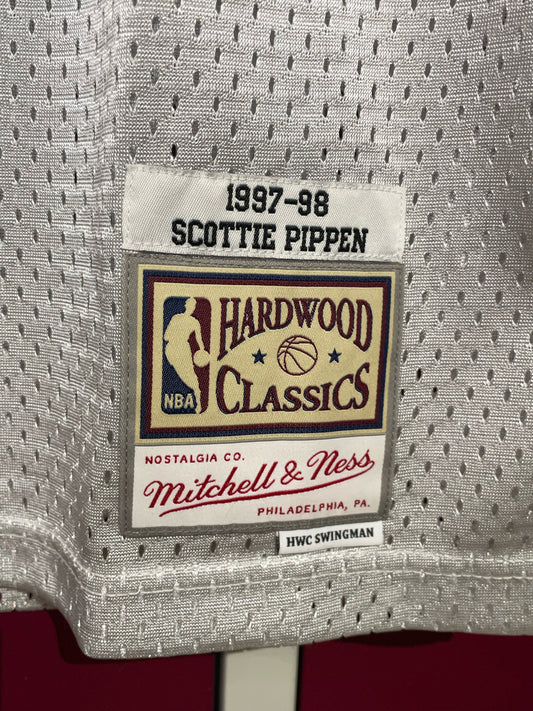 1997-98
SCOTTIE PIPPEN
HARDWOOD
CLASSICS
NBA
NOSTALGIA CO.
Mitchell & Ness
PHILADELPHIA, PA.
HWC SWINGMAN